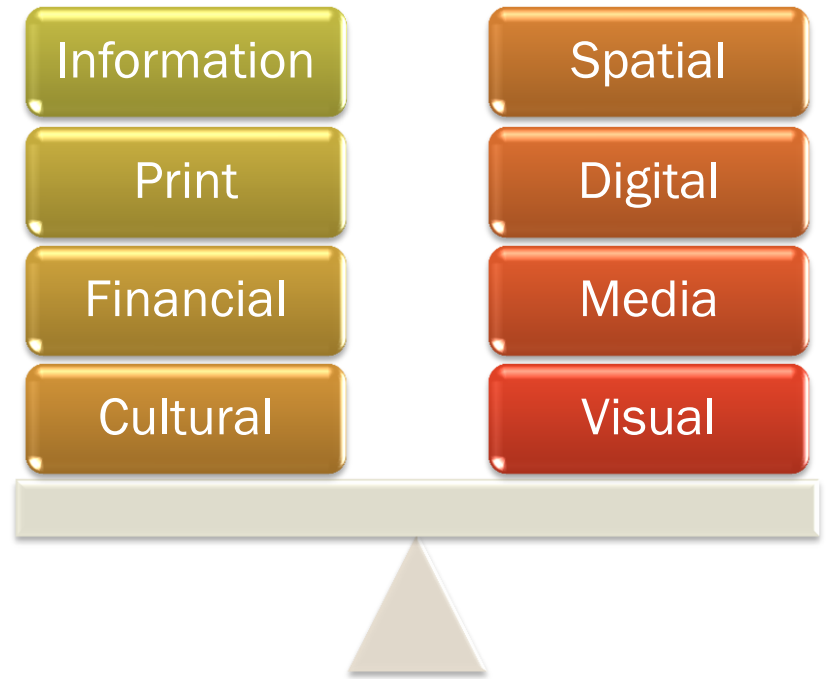 Information
Print
Financial
Cultural
Spatial
Digital
Media
Visual